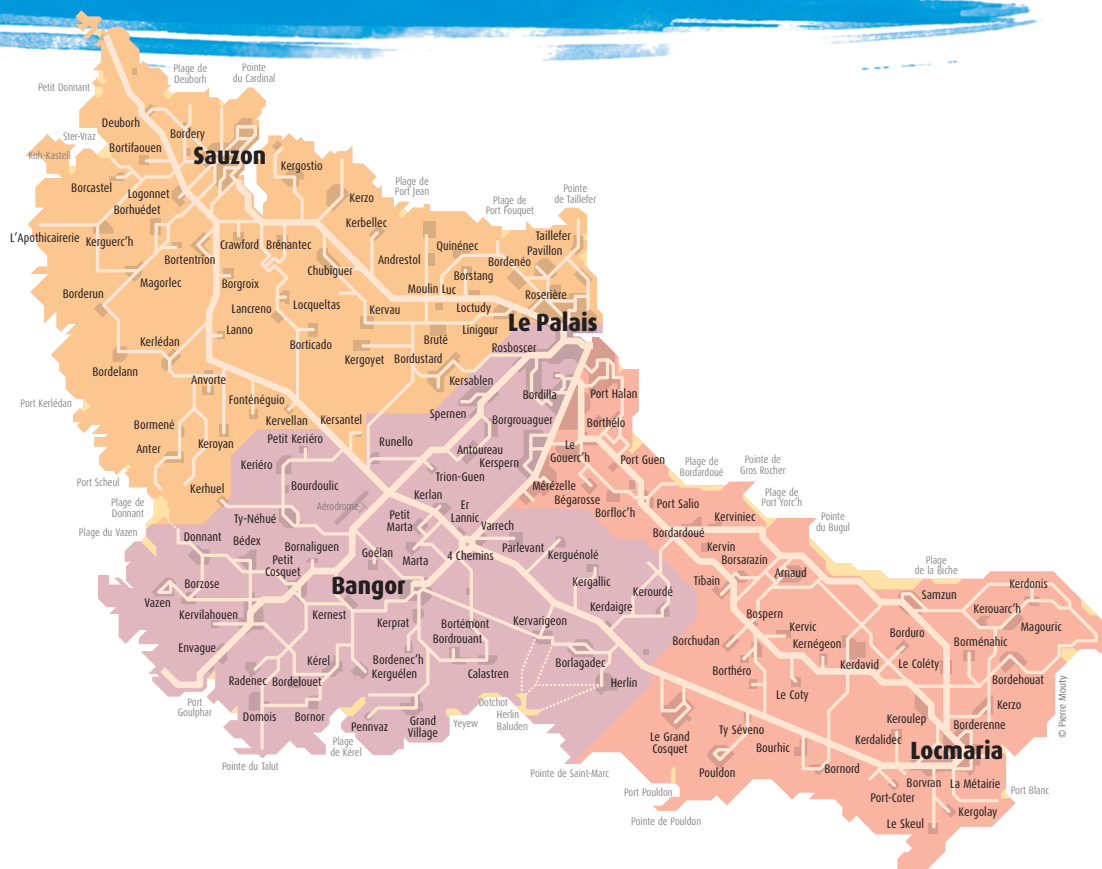 Plage de
Deuborh
Pointe
du Cardinal
Petit Donnant
Deuborh
Ster-Vraz
Bordery
Bortifaouen
Koh-Kastell
Sauzon
Kergostio
Borcastel
Logonnet
Borhuédet
Kerzo
Plage de
Port Jean
Plage de
Port Fouquet
Pointe
de Taillefer
Kerbellec
L'Apothicairerie
Kerguerc'h
Crawford
Brénantec
Quinénec
Taillefer
Pavillon
Bortentrion
Chubiguer
Andrestol
Bordenéo
Borstang
Magorlec
Borgroix
Moulin Luc
Roserière
Borderun
Lancreno
Locqueltas
Kervau
Loctudy
Le Palais
Lanno
Linigour
Kerlédan
Borticado
Bruté
Rosboscer
Kergoyet
Bordustard
Bordelann
Anvorte
Kersablen
Bordilla
Port Halan
Port Kerlédan
Fonténéguio
Spernen
Borgrouaguer
Borthélo
Bormené
Kervellan
Kersantel
Anter
Keroyan
Petit Keriéro
Runello
Antoureau
Kerspern
Le
Gouerc'h
Port Guen
Plage de
Bordardoué
Pointe de
Gros Rocher
Keriéro
Port Scheul
Kerhuel
Bourdoulic
Trion-Guen
Mérézelle
Bégarosse
Plage de
Port Yorc'h
Plage de
Donnant
Aérodrome
Kerlan
Er
Lannic
Borfloc'h
Port Salio
Kerviniec
Pointe
du Bugul
Plage du Vazen
Ty-Néhué
Petit
Marta
Varrech
Bordardoué
Donnant
Bédex
Bornaliguen
Goélan
Marta
4 Chemins
Parlevant
Kerguénolé
Kervin
Borsarazin
Plage
de la Biche
Petit
Cosquet
Arnaud
Borzose
Bangor
Kergallic
Kerourdé
Tibain
Samzun
Kerdonis
Vazen
Kervilahouen
Kernest
Kerprat
Bortémont
Kervarigeon
Kerdaigre
Bospern
Kerouarc'h
Magouric
Envague
Bordrouant
Borchudan
Kervic
Kernégeon
Borduro
Borménahic
Kérel
Bordenec'h
Kerguélen
Calastren
Borlagadec
Borthéro
Kerdavid
Le Coléty
Radenec
Bordelouet
Herlin
Le Coty
Bordehouat
Port
Goulphar
Domois
Bornor
Pennvaz
Grand
Village
Yeyew
Dotchot
Herlin
Baluden
Kerzo
Keroulep
Borderenne
Plage
de Kérel
Le Grand
Cosquet
Ty Séveno
Bourhic
Kerdalidec
Locmaria
Pointe du Talut
Pointe de Saint-Marc
Pouldon
Bornord
Borvran
La Métairie
Port Pouldon
Port-Coter
Port Blanc
Pointe de Pouldon
Kergolay
Le Skeul
© Pierre Mouty